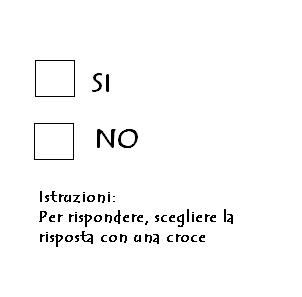 SI
NO
Istruzioni:
Per rispondere, scegliere la
risposta con una croce